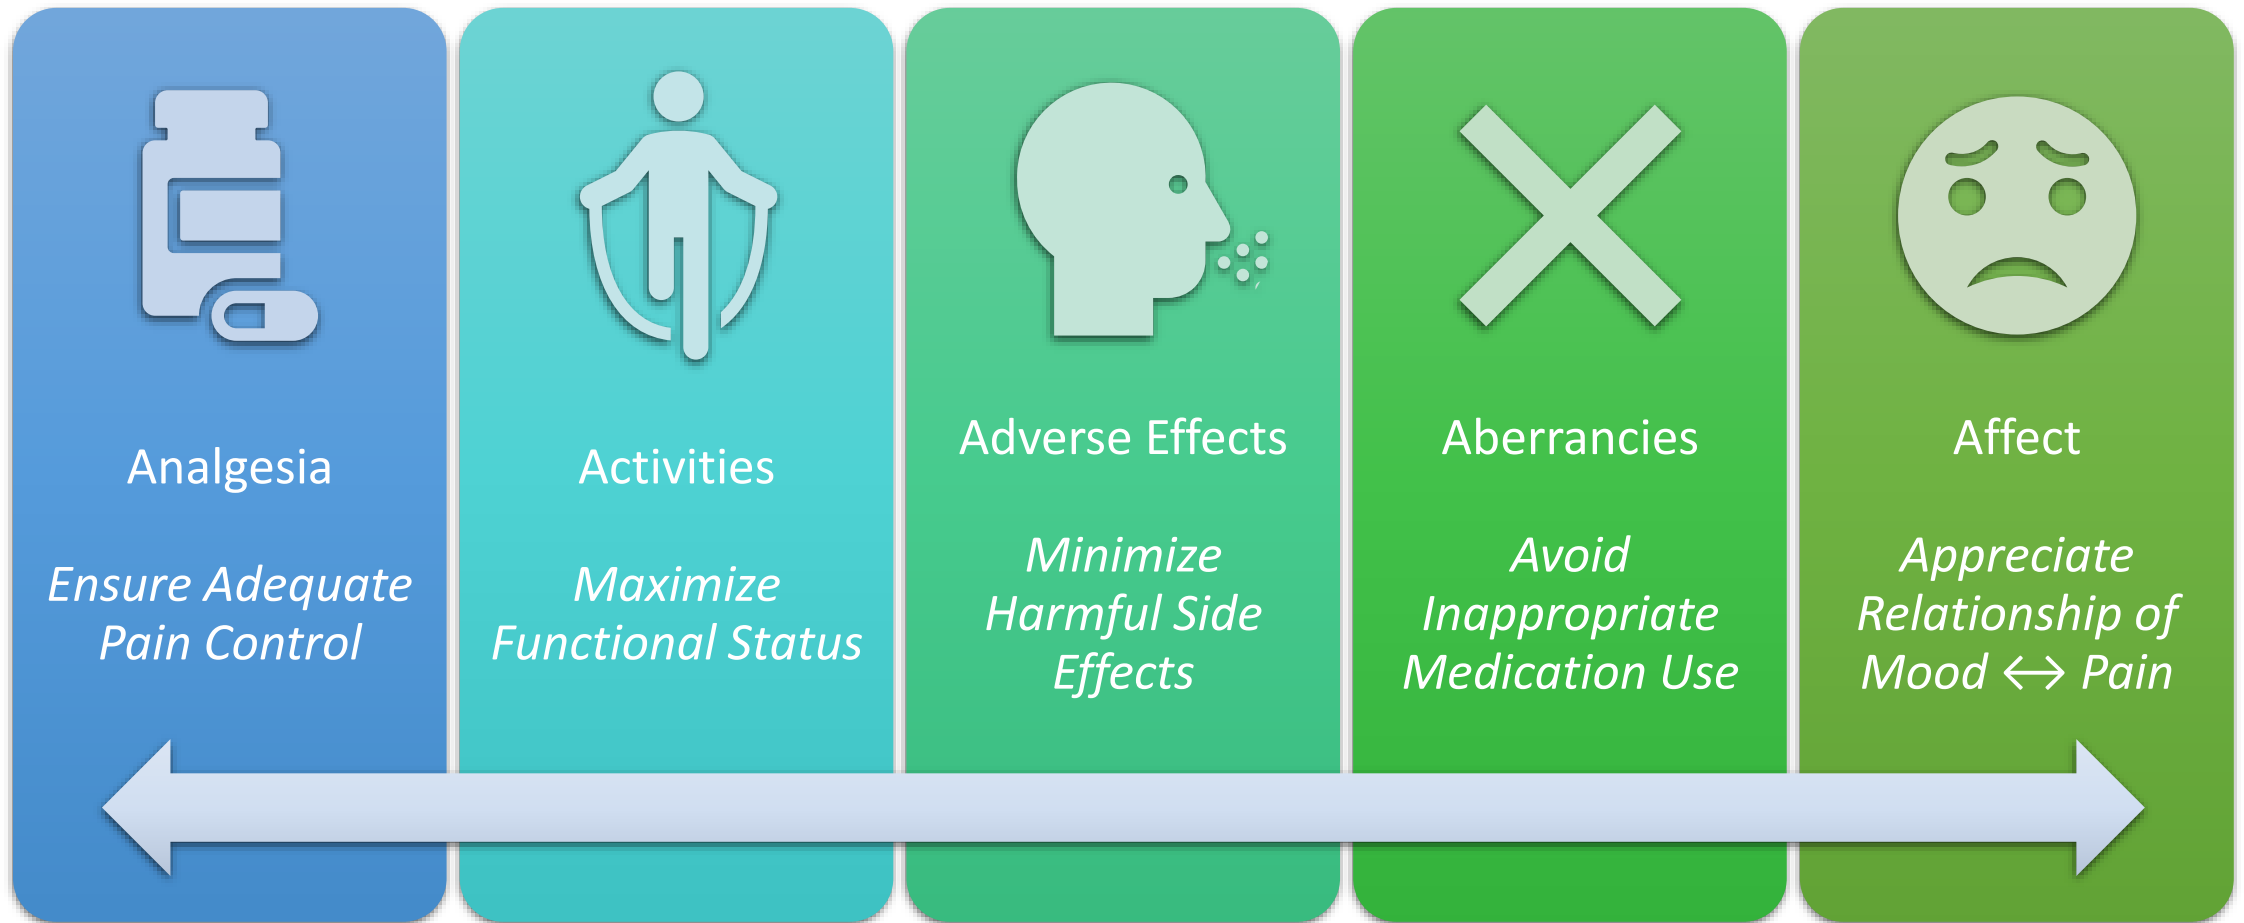 Analgesia
Ensure Adequate
Pain Control
Activities
Maximize
Functional Status
Adverse Effects
Minimize
Harmful Side
Effects
Aberrancies
Avoid
Inappropriate
Medication Use
Affect
Appreciate
Relationship of
Mood ↔ Pain